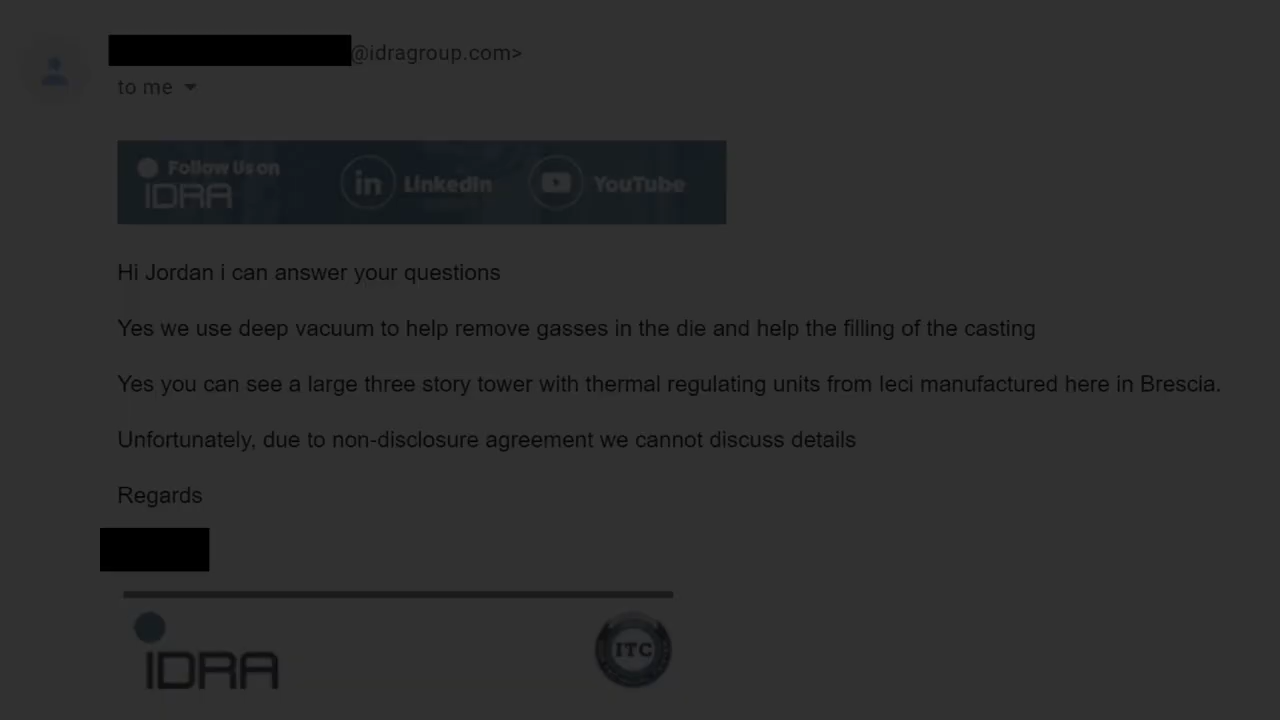 @idragroup.com>
to me
Follow Us on
IDRA
in LinkedIn
YouTube
Hi Jordan i can answer your questions
Yes we use deep vacuum to help remove gasses in the die and help the filling of the casting
Yes you can see a large three story tower with thermal regulating units from Ieci manufactured here in Brescia.
Unfortunately, due to non-disclosure agreement we cannot discuss details
Regards
IDRA
ITC